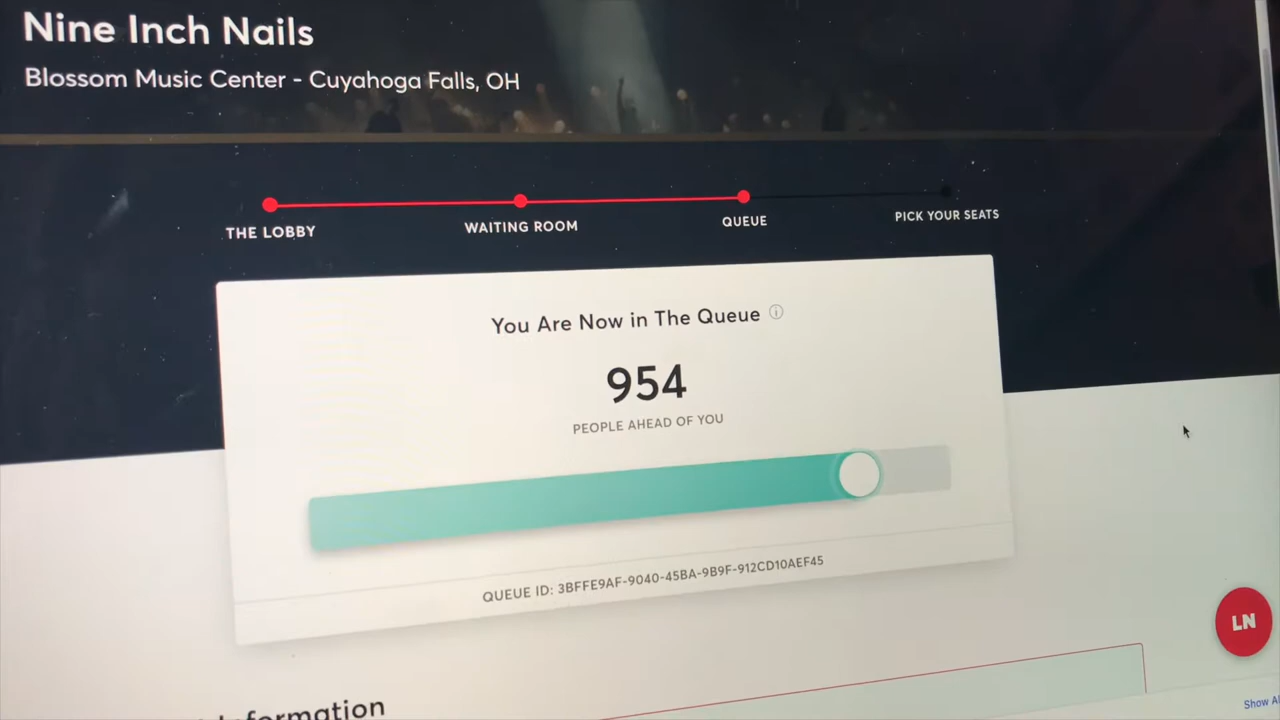 Nine Inch Nails
Blossom Music Center - Cuyahoga Falls, OH
THE LOBBY
WAITING ROOM
QUEUE
PICK YOUR SEATS
You Are Now in The Queue
954
PEOPLE AHEAD OF YOU
QUEUE ID: 3BFFE9AF-9040-45BA-9B9F-912CD10AEF45
LN
Show